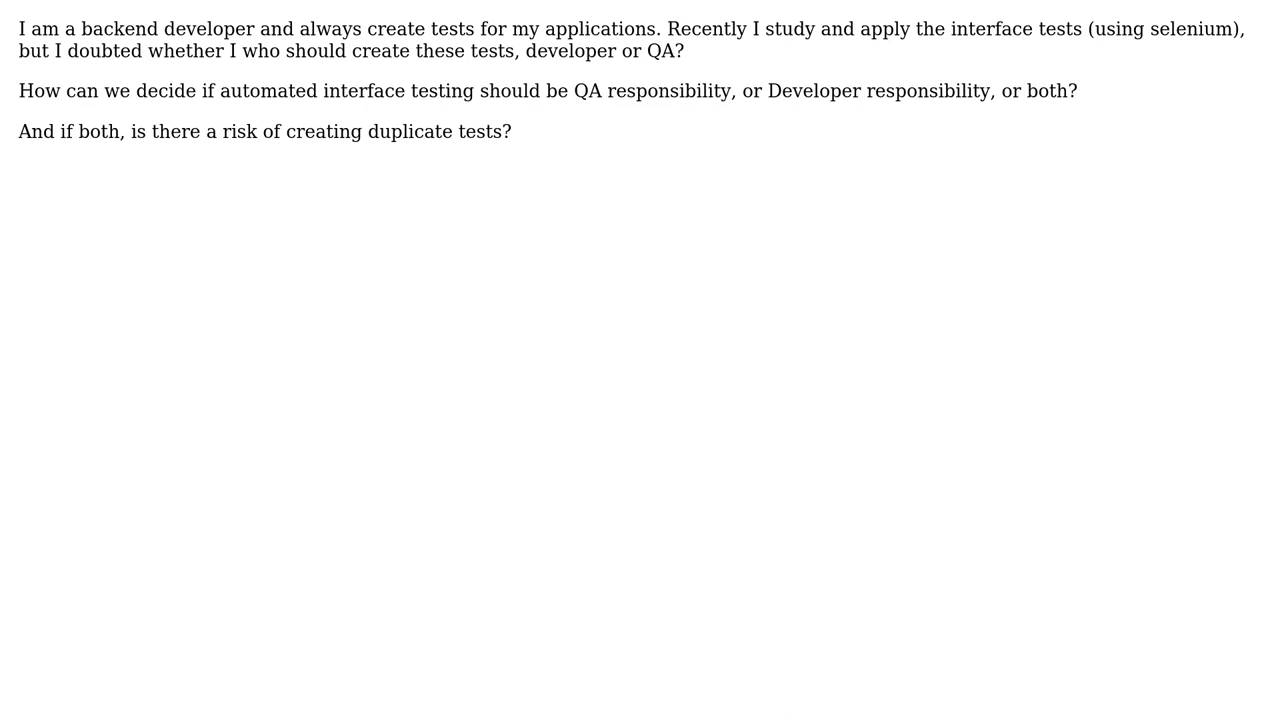 I am a backend developer and always create tests for my applications. Recently I study and apply the interface tests (using selenium),
but I doubted whether I who should create these tests, developer or QA?
How can we decide if automated interface testing should be QA responsibility, or Developer responsibility, or both?
And if both, is there a risk of creating duplicate tests?